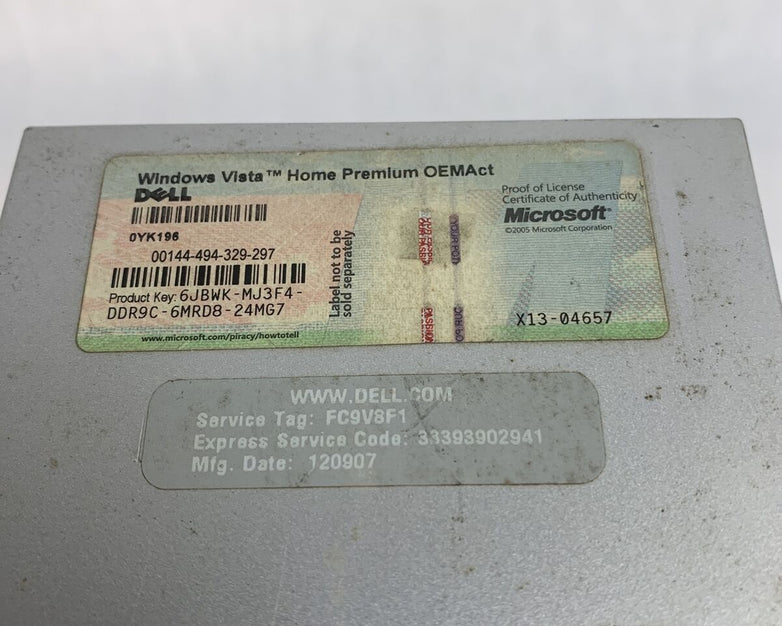 Windows Vista™ Home Premium OEMAct
DELL
0YK196
00144-494-329-297
Product Key: 6JBWK-MJ3F4-
DDR9C-6MRD8-24MG7
www.microsoft.com/piracy/howtotell
Label not to be
sold separately
Proof of License
Certificate of Authenticity
Microsoft®
©2005 Microsoft Corporation
X13-04657
WWW.DELL.COM
Service Tag: FC9V8F1
Express Service Code: 33393902941
Mfg. Date: 120907